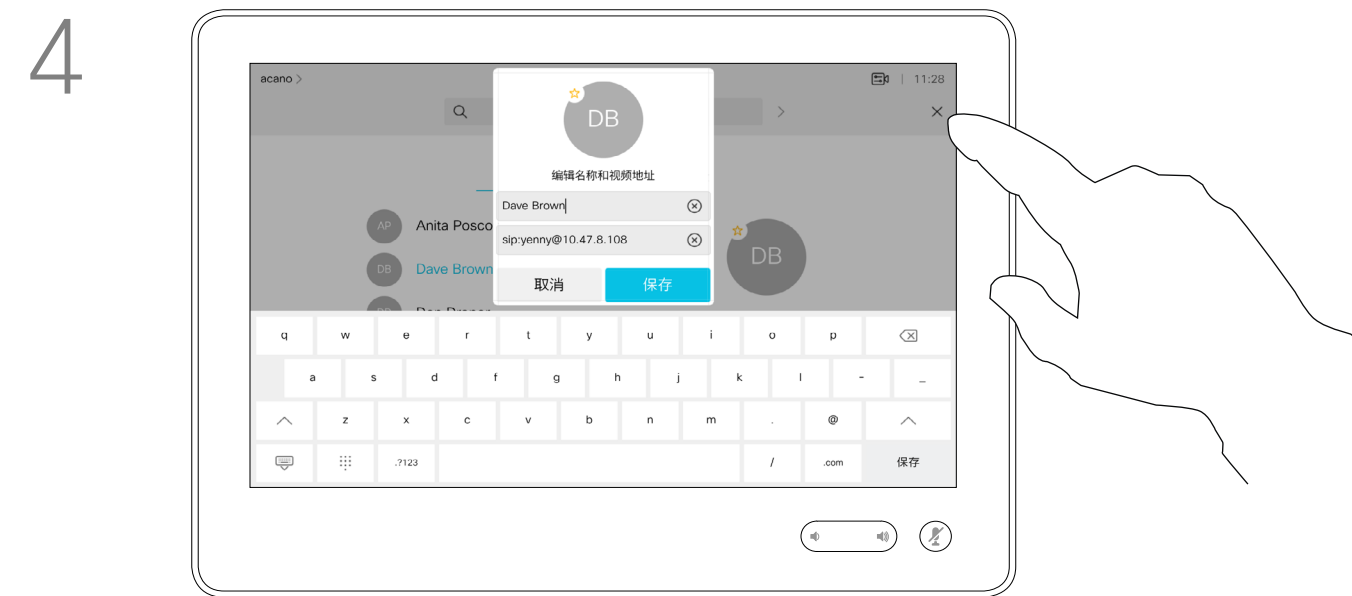 4
acano >
11:28
DB
编辑名称和视频地址
Dave Brown
sip:yenny@10.47.8.108
取消
保存
AP
Anita Posco
DB
Dave Brown
DB
q w e r t y u i o p
a s d f g h j k l - _
z x c v b n m . @
.?123 / .com 保存